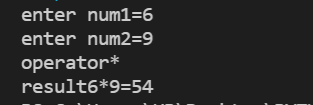 enter num1=6
enter num2=9
operator*
result6*9=54